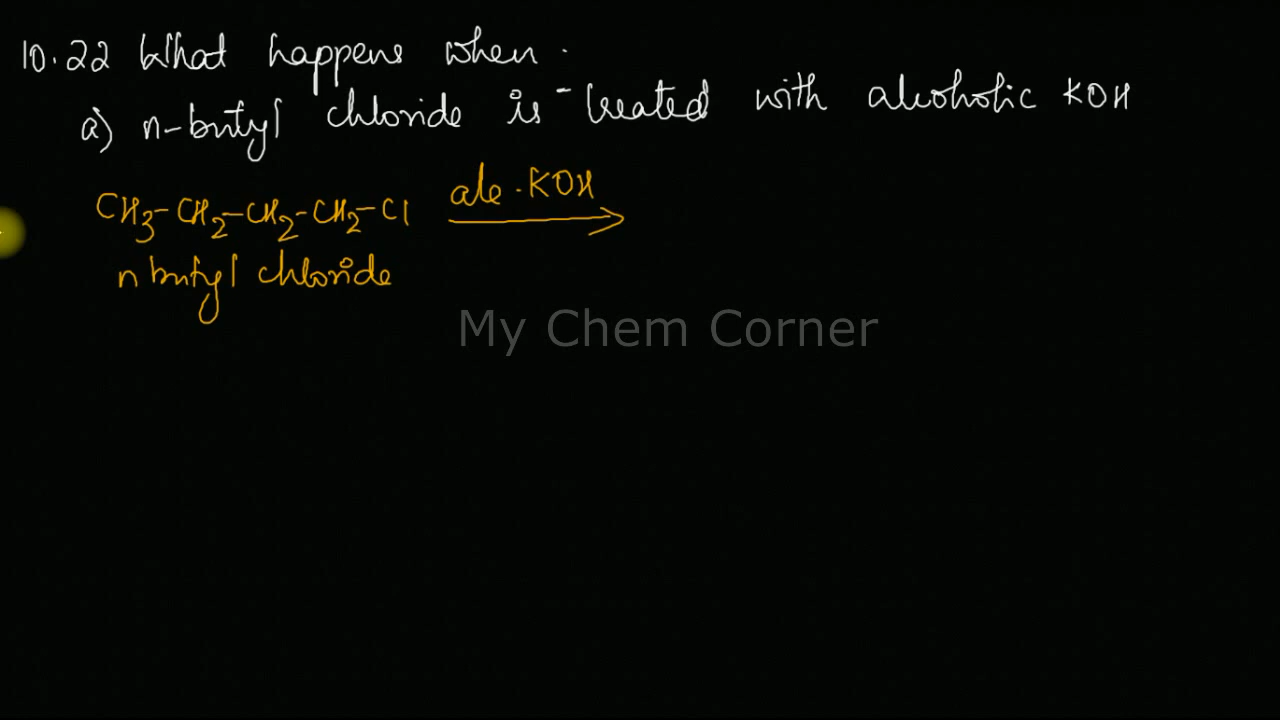 10.22 What happens when.
a) n-butyl chloride is treated with alcoholic KOH
CH3-CH2-CH2-CH2-Cl alc.KOH
n butyl chloride
My Chem Corner